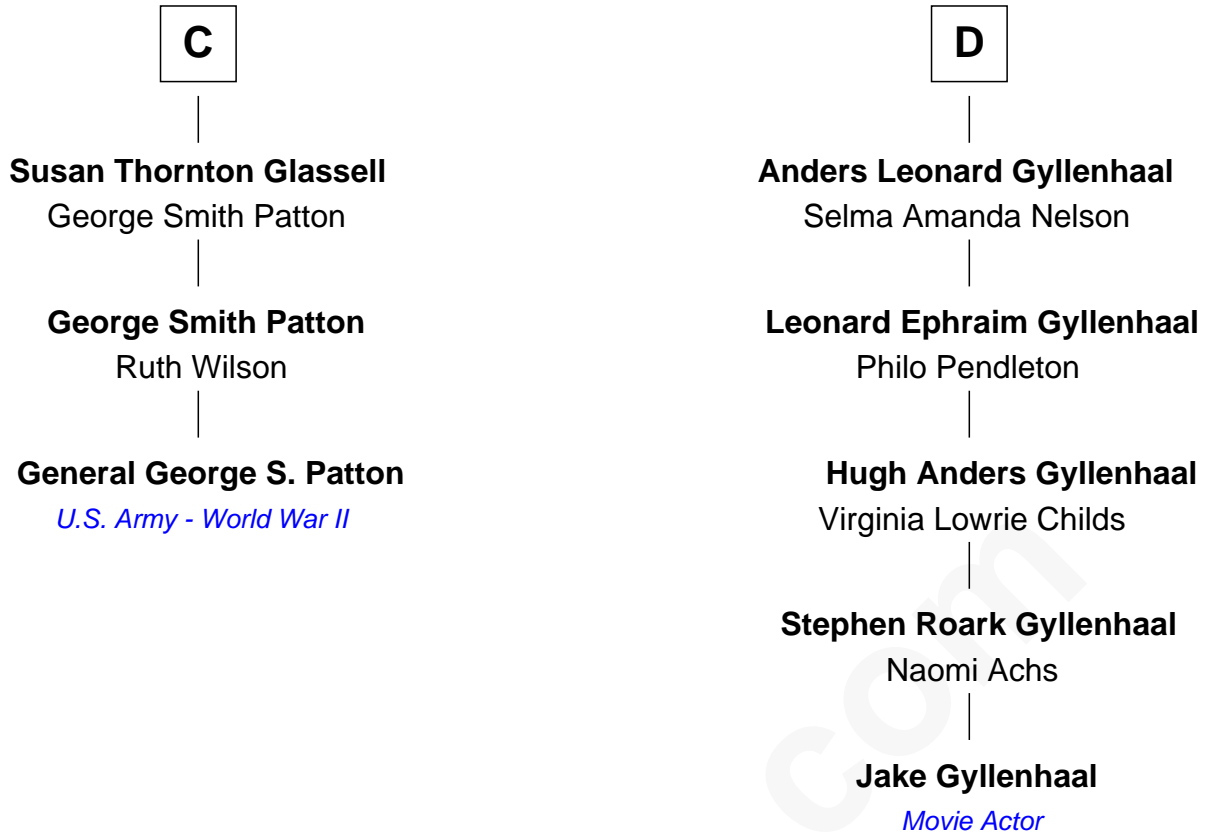 C
Susan Thornton Glassell
George Smith Patton
George Smith Patton
Ruth Wilson
General George S. Patton
U.S. Army - World War II
D
Anders Leonard Gyllenhaal
Selma Amanda Nelson
Leonard Ephraim Gyllenhaal
Philo Pendleton
Hugh Anders Gyllenhaal
Virginia Lowrie Childs
Stephen Roark Gyllenhaal
Naomi Achs
Jake Gyllenhaal
Movie Actor
com